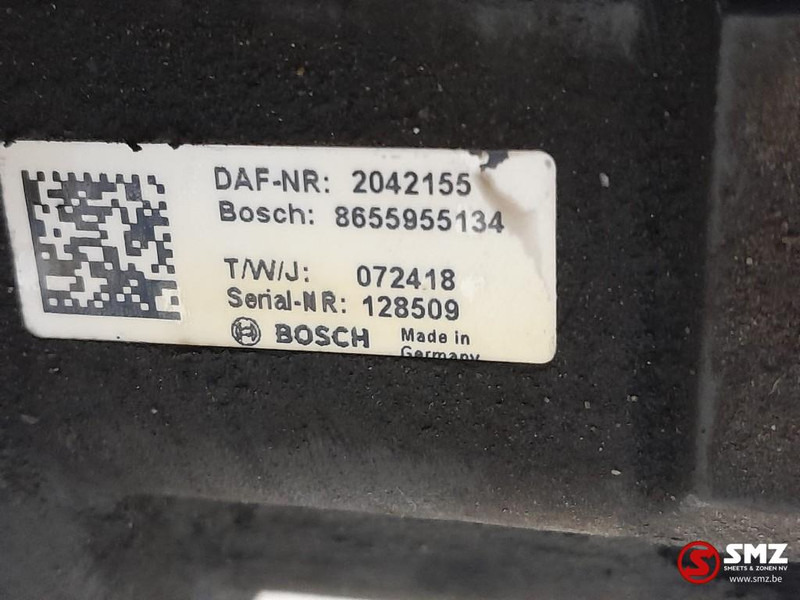 DAF-NR: 2042155
Bosch: 8655955134
T/W/J: 072418
Serial-NR: 128509
BOSCH Made in
Germany
SMZ
SMEETS & ZONEN NV
www.smz.be